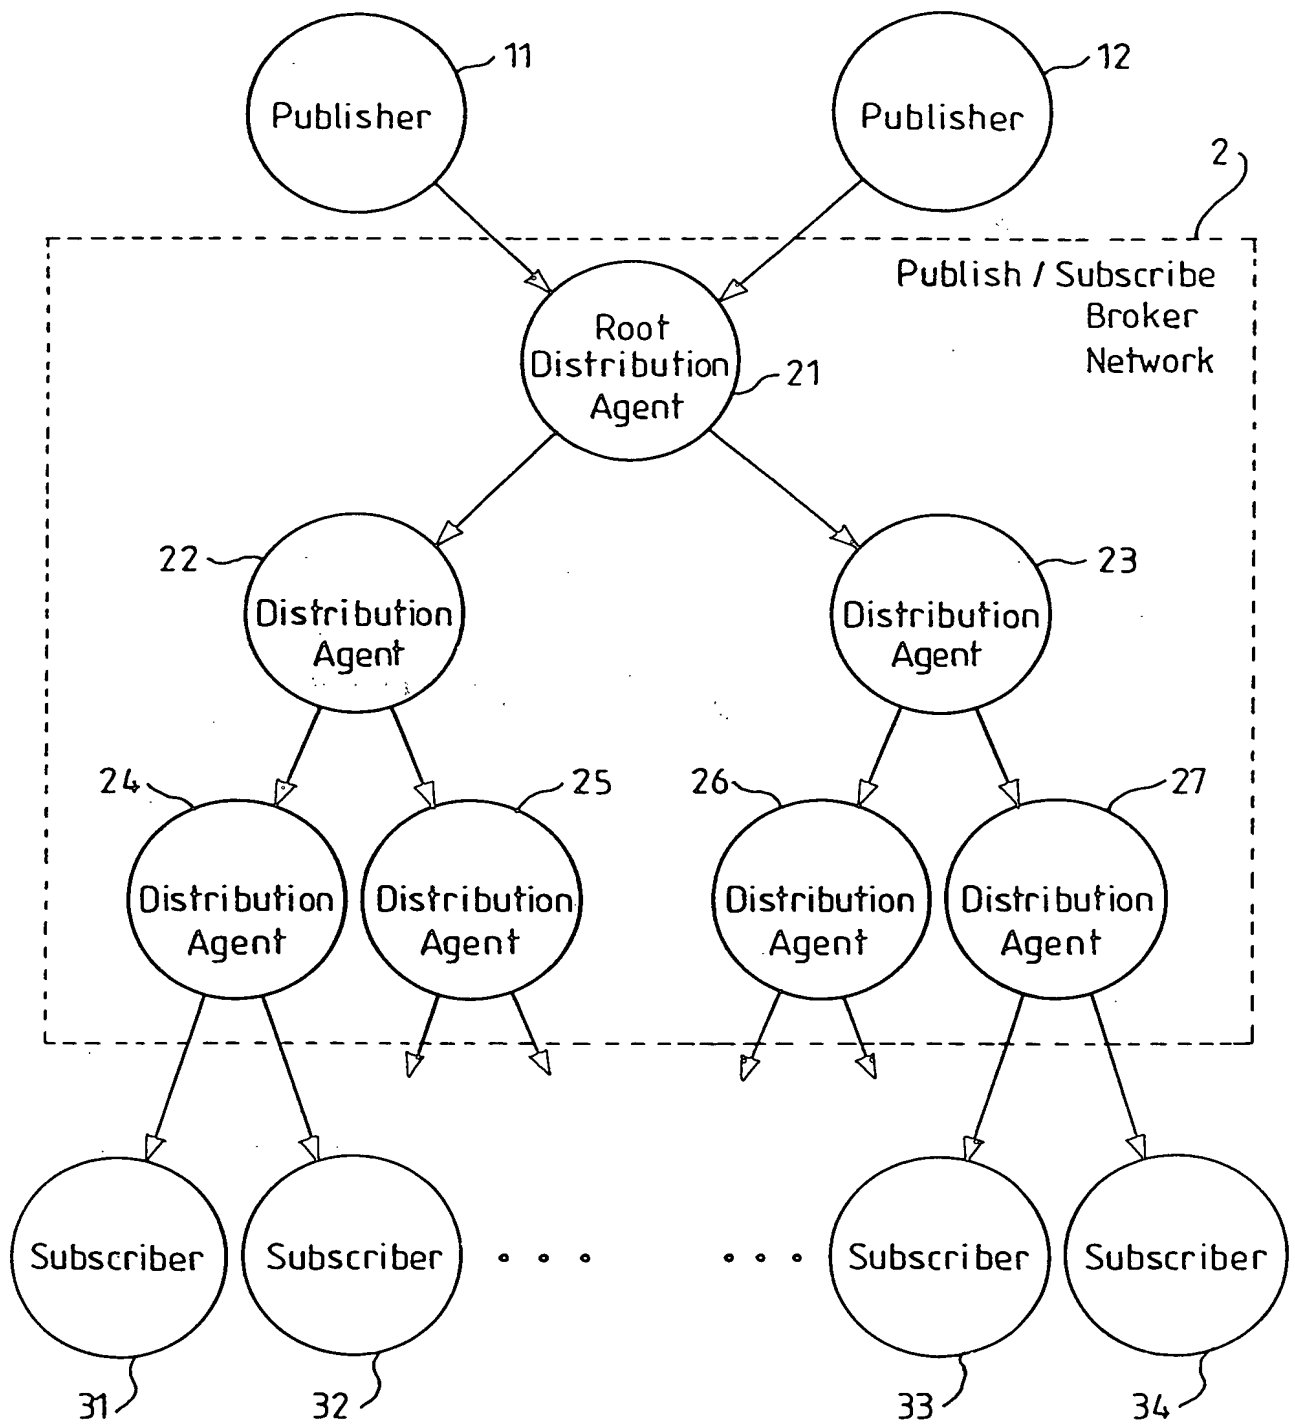 11
12
Publisher
Publisher
2
Publish / Subscribe
Broker
Network
Root
Distribution
Agent
21
22
23
Distribution
Agent
Distribution
Agent
24
25
26
27
Distribution
Agent
Distribution
Agent
Distribution
Agent
Distribution
Agent
Subscriber
Subscriber
Subscriber
Subscriber
31
32
33
34